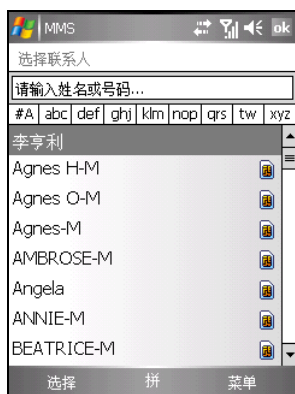 MMS ok
选择联系人
请输入姓名或号码...
#A abc def ghj klm nop qrs tw xyz
李亨利
Agnes H-M
Agnes O-M
Agnes-M
AMBROSE-M
Angela
ANNIE-M
BEATRICE-M
选择 拼 菜单